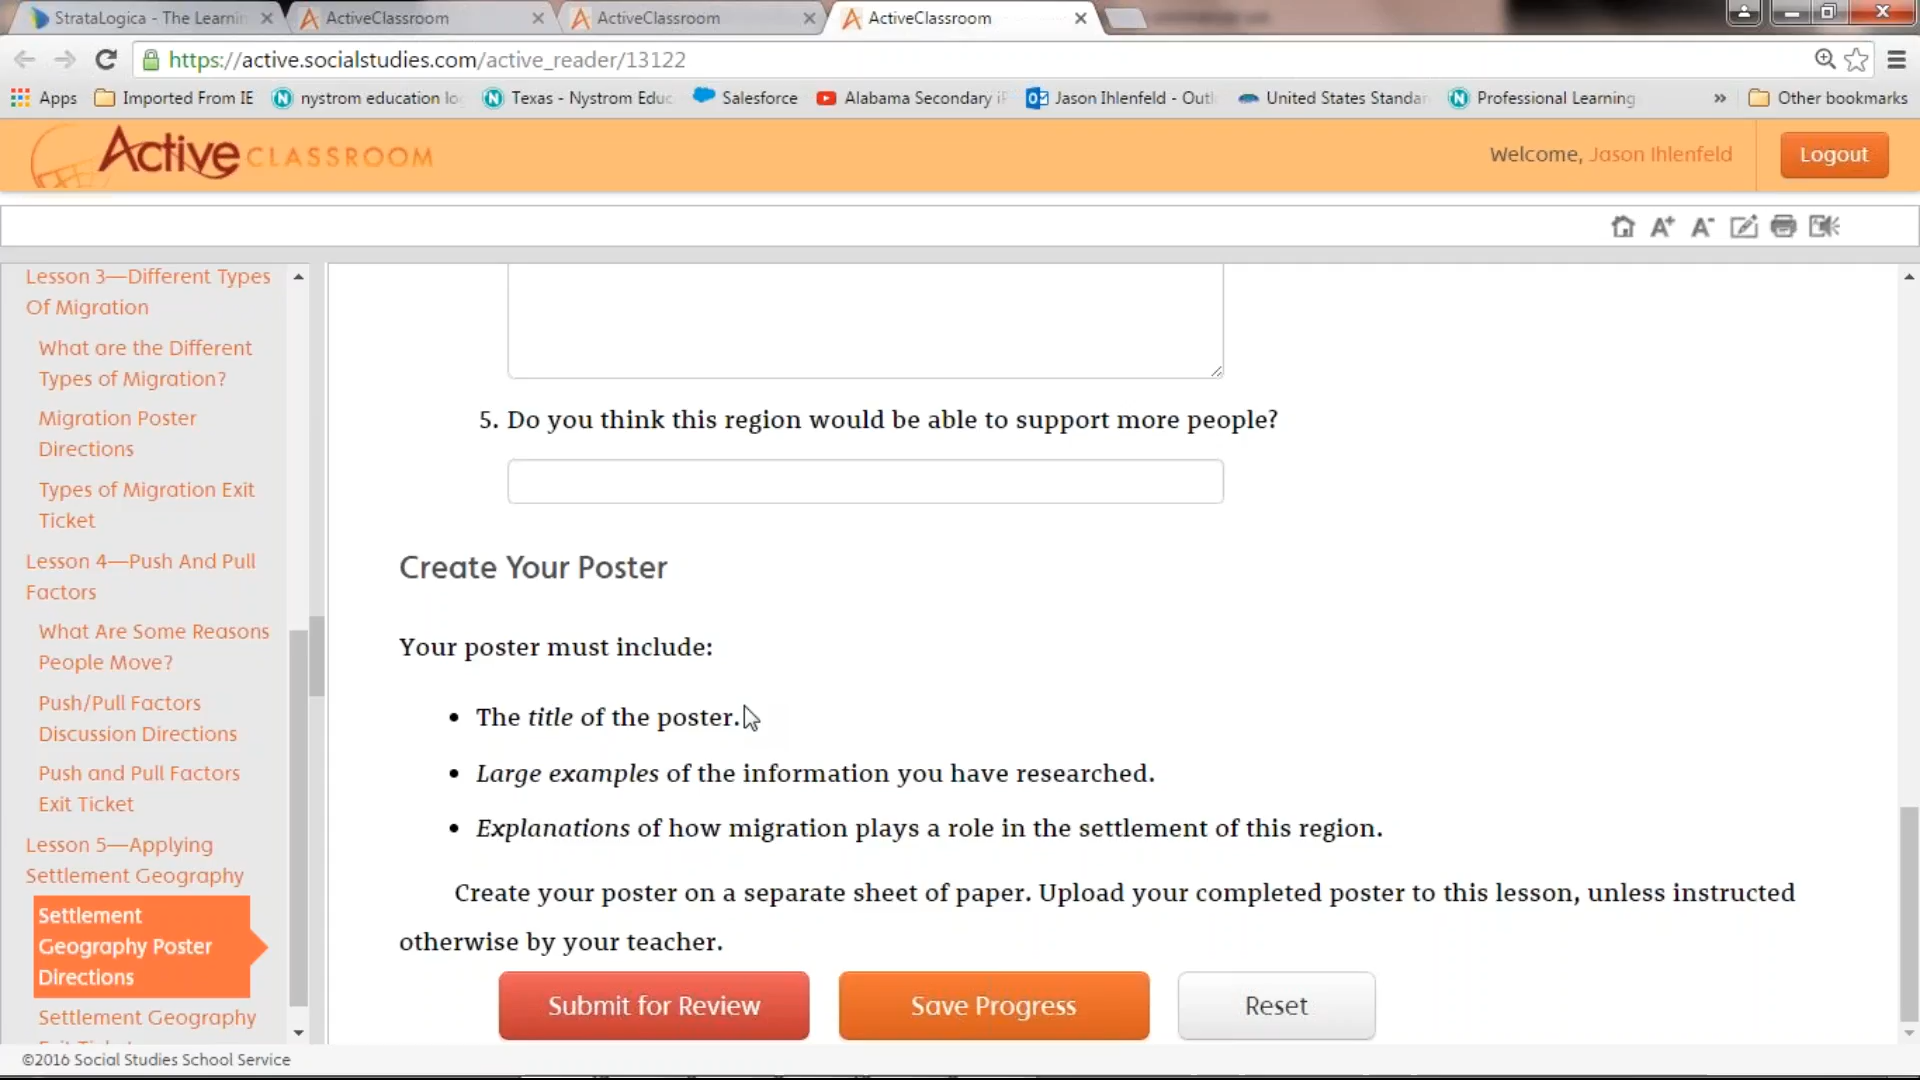 StrataLogica - The Learnin
ActiveClassroom
ActiveClassroom
ActiveClassroom
https://active.socialstudies.com/active_reader/13122
Apps
Imported From IE
nystrom education lo
Texas - Nystrom Educ
Salesforce
Alabama Secondary
Jason Ihlenfeld - Outl
United States Standar
Professional Learning
»
Other bookmarks
Active CLASSROOM
Welcome, Jason Ihlenfeld
Logout
A+
A-
Lesson 3—Different Types
Of Migration
What are the Different
Types of Migration?
Migration Poster
Directions
Types of Migration Exit
Ticket
Lesson 4—Push And Pull
Factors
What Are Some Reasons
People Move?
Push/Pull Factors
Discussion Directions
Push and Pull Factors
Exit Ticket
Lesson 5—Applying
Settlement Geography
Settlement
Geography Poster
Directions
Settlement Geography
5. Do you think this region would be able to support more people?
Create Your Poster
Your poster must include:
• The title of the poster.
• Large examples of the information you have researched.
• Explanations of how migration plays a role in the settlement of this region.
Create your poster on a separate sheet of paper. Upload your completed poster to this lesson, unless instructed
otherwise by your teacher.
Submit for Review
Save Progress
Reset
©2016 Social Studies School Service